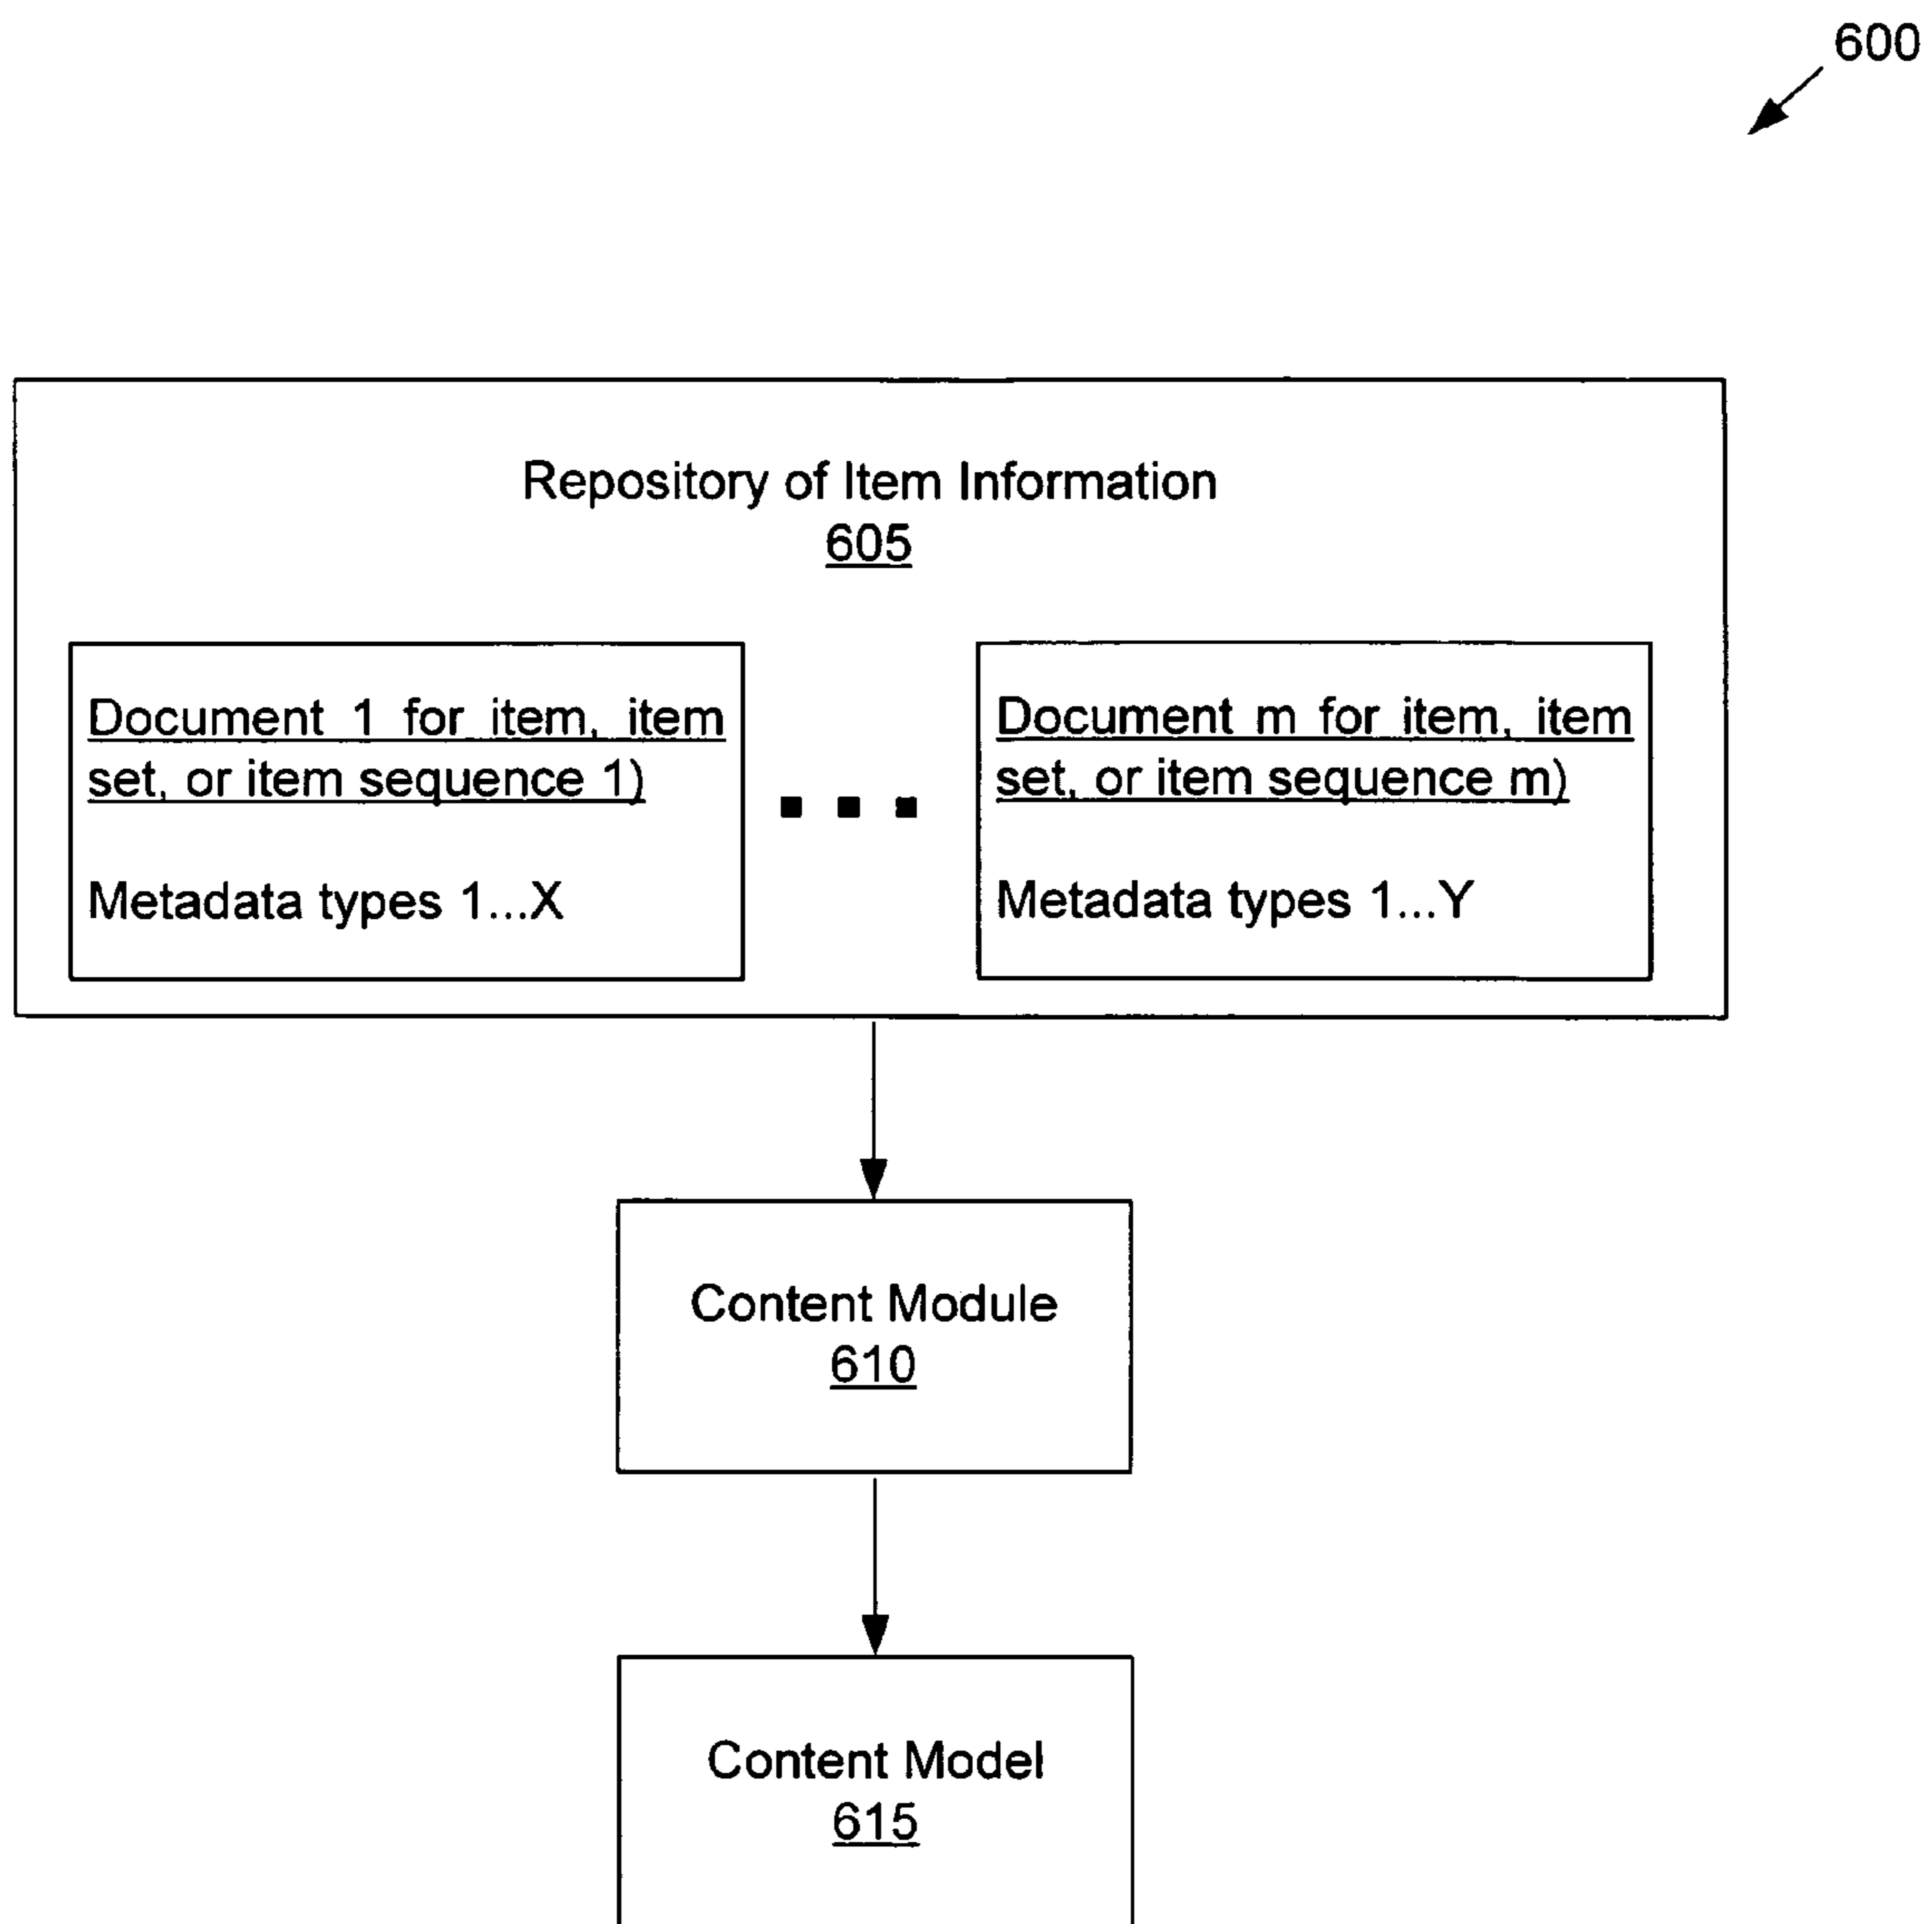 600
Repository of Item Information
605
Document 1 for item, item
set, or item sequence 1)
Metadata types 1...X
Document m for item, item
set, or item sequence m)
Metadata types 1...Y
Content Module
610
Content Model
615